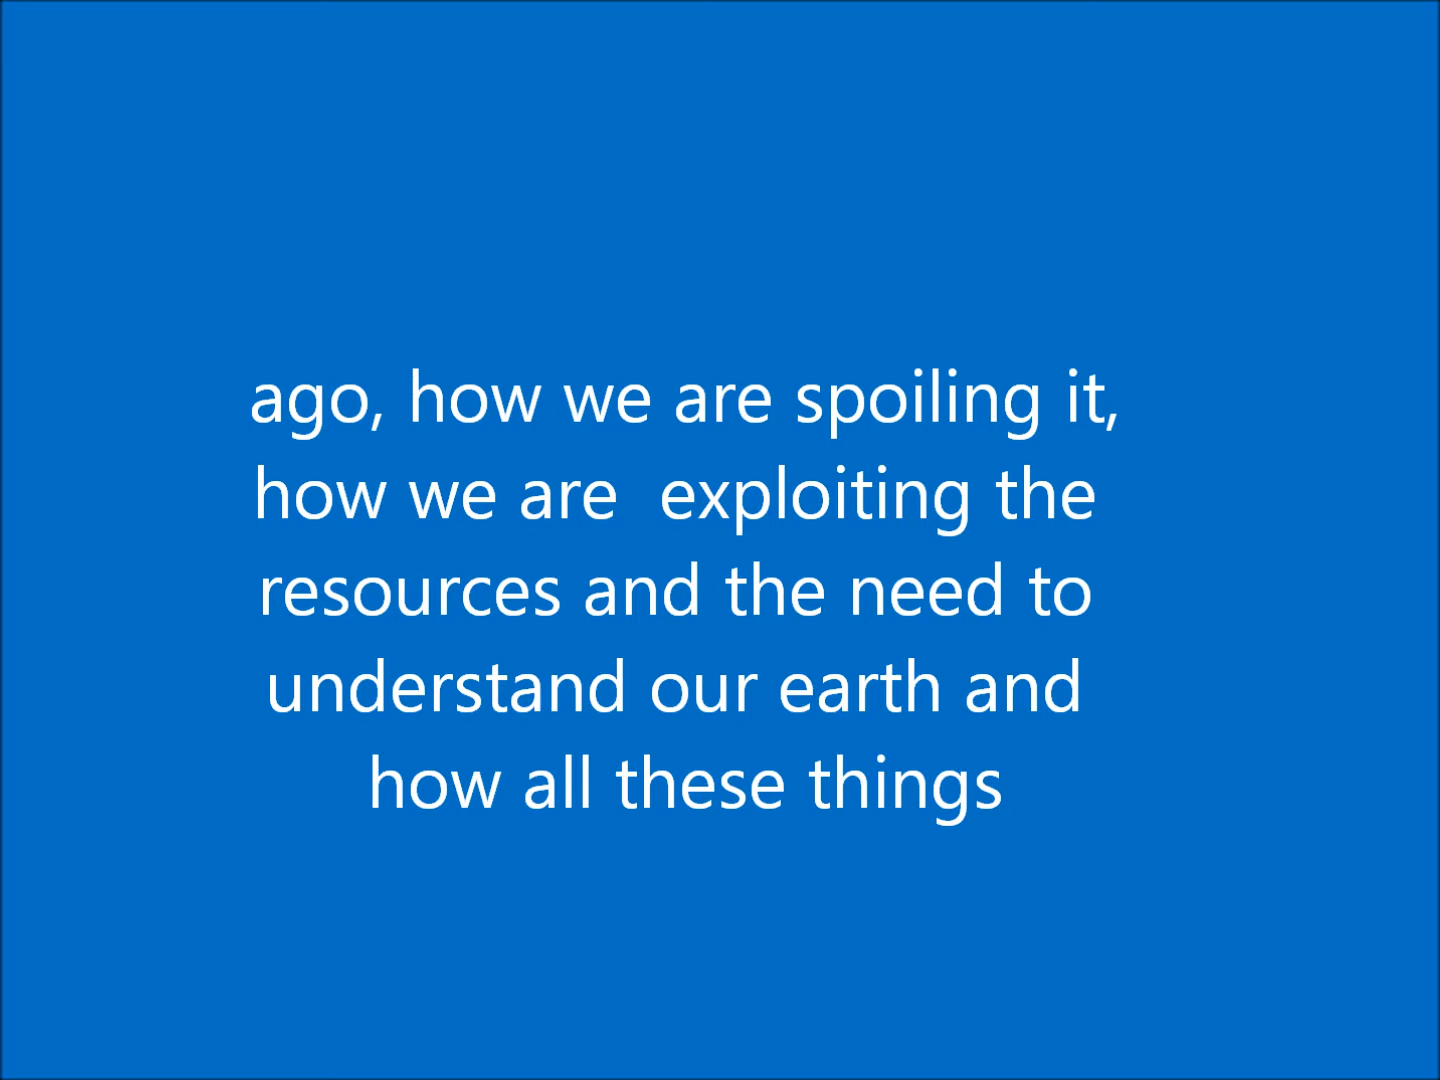 ago, how we are spoiling it,
how we are  exploiting the
resources and the need to
understand our earth and
how all these things